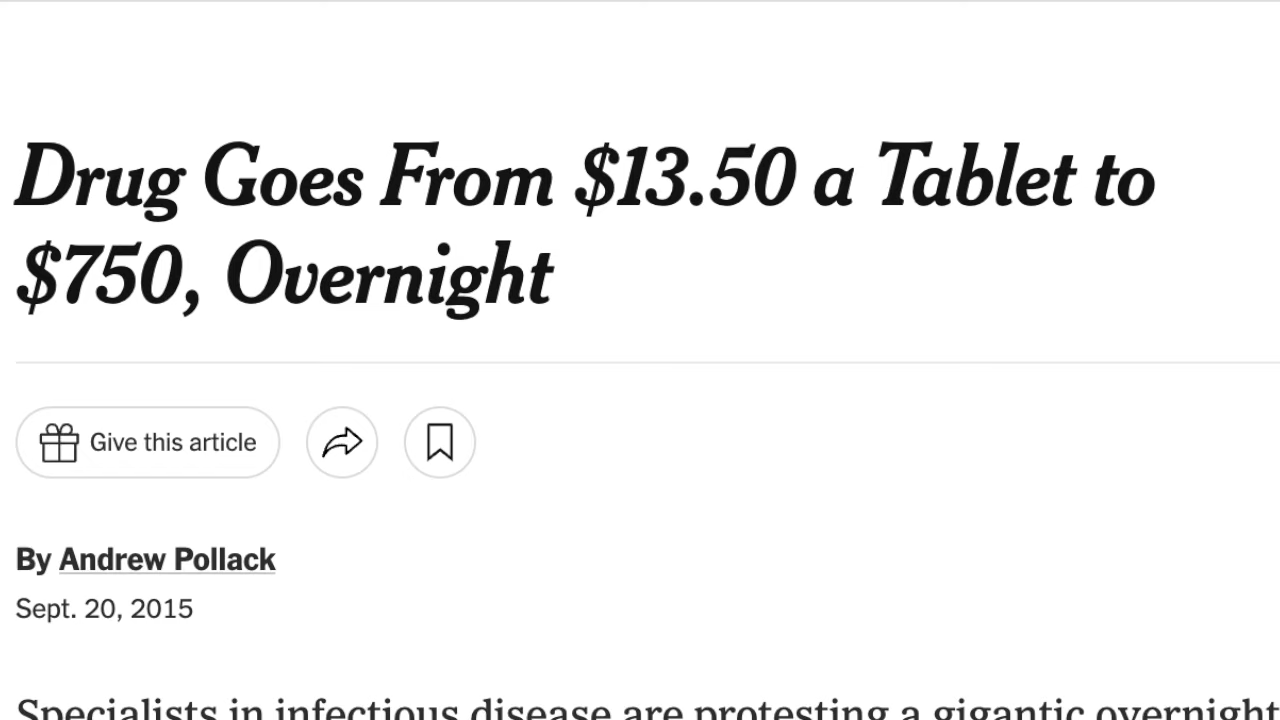 Drug Goes From $13.50 a Tablet to
$750, Overnight
Give this article
By Andrew Pollack
Sept. 20, 2015
Specialists in infectious disease are protesting a gigantic overnight